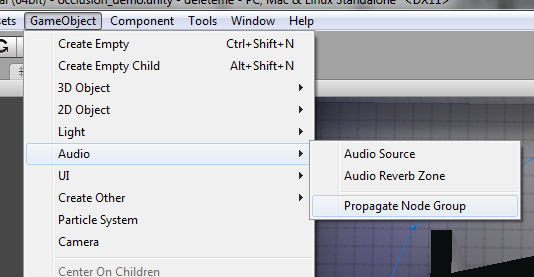 (64bit) - occlusion_demo.unity - deleteme - PC, Mac & Linux Standalone <DX11>
sets GameObject Component Tools Window Help
Create Empty Ctrl+Shift+N
Create Empty Child Alt+Shift+N
3D Object
2D Object
Light
Audio
Audio Source
UI
Audio Reverb Zone
Create Other
Propagate Node Group
Particle System
Camera
Center On Children